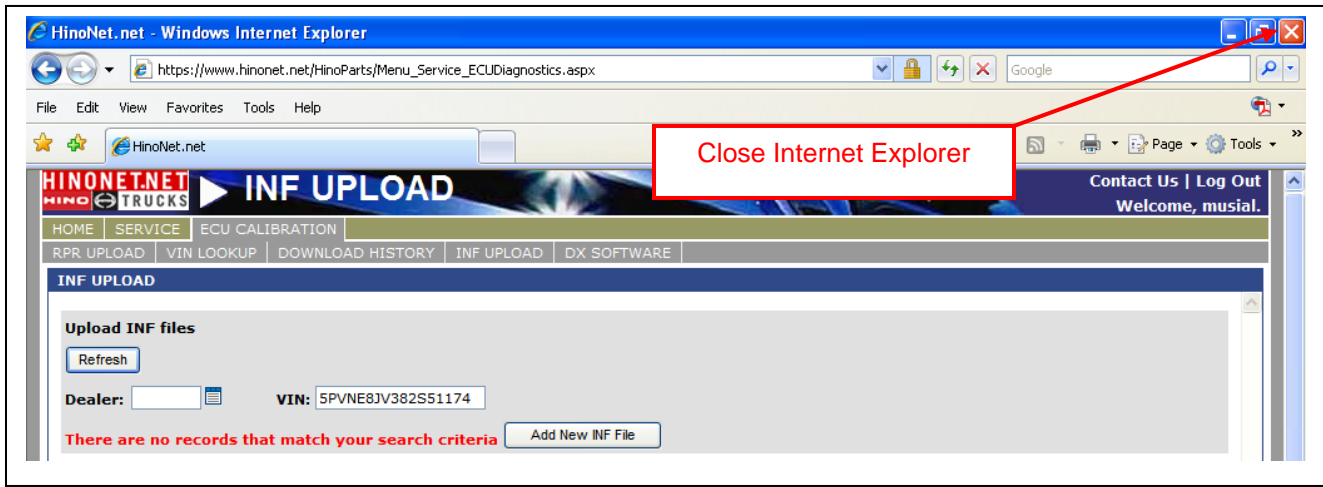 HinoNet.net - Windows Internet Explorer
https://www.hinonet.net/HinoParts/Menu_Service_ECUDiagnostics.aspx Google
File Edit View Favorites Tools Help
HinoNet.net Page Tools »
Close Internet Explorer
HINONET.NET
HINO TRUCKS
INF UPLOAD
Contact Us | Log Out
Welcome, musial.
HOME SERVICE ECU CALIBRATION
RPR UPLOAD VIN LOOKUP DOWNLOAD HISTORY INF UPLOAD DX SOFTWARE
INF UPLOAD
Upload INF files
Refresh
Dealer: VIN: 5PVNE8JV382S51174
There are no records that match your search criteria Add New INF File